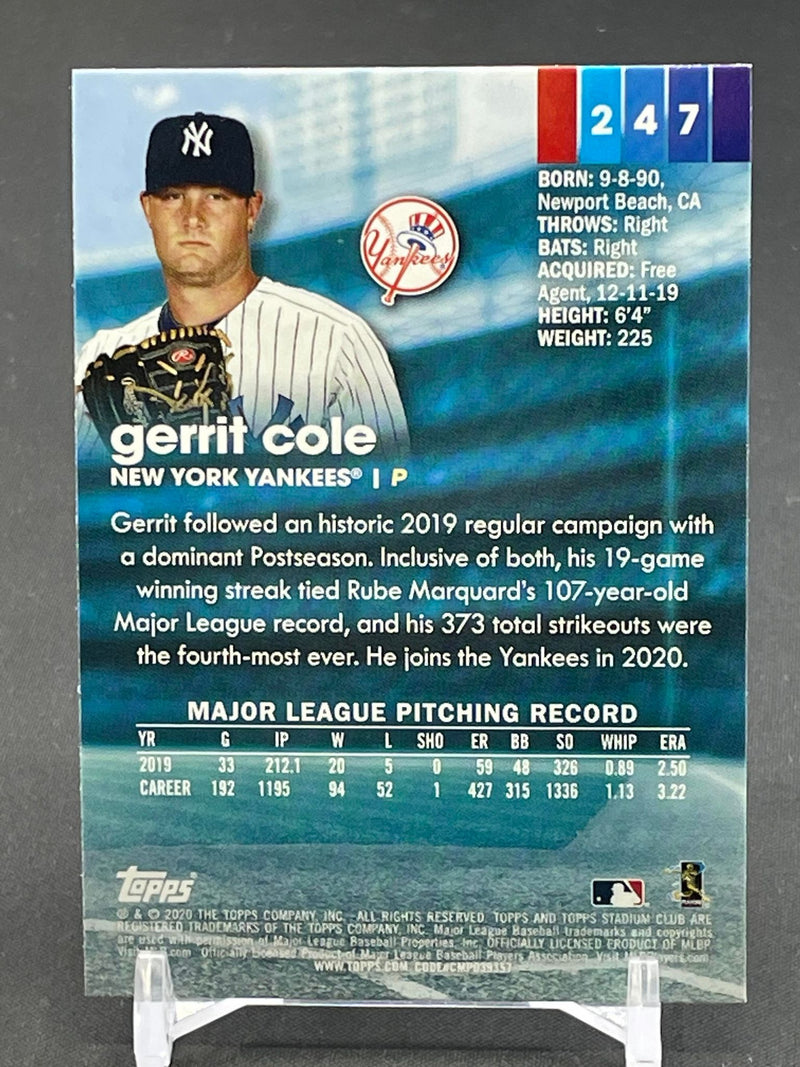 247
BORN: 9-8-90,
Newport Beach, CA
THROWS: Right
BATS: Right
ACQUIRED: Free
Agent, 12-11-19
HEIGHT: 6'4"
WEIGHT: 225
NY
Yankees
R
gerrit cole
NEW YORK YANKEES® | P
Gerrit followed an historic 2019 regular campaign with
a dominant Postseason. Inclusive of both, his 19-game
winning streak tied Rube Marquard's 107-year-old
Major League record, and his 373 total strikeouts were
the fourth-most ever. He joins the Yankees in 2020.
MAJOR LEAGUE PITCHING RECORD
YR G IP W L SHO ER BB SO WHIP ERA
2019 33 212.1 20 5 0 59 48 326 0.89 2.50
CAREER 192 1195 94 52 1 427 315 1336 1.13 3.22
Topps
® & © 2020 THE TOPPS COMPANY, INC. ALL RIGHTS RESERVED. TOPPS AND TOPPS STADIUM CLUB ARE
REGISTERED TRADEMARKS OF THE TOPPS COMPANY, INC. Major League Baseball trademarks and copyrights
are used with permission of Major League Baseball Properties, Inc. OFFICIALLY LICENSED PRODUCT OF MLBP.
Visit MLB.com Officially Licensed Product of Major League Baseball Players Association Visit MLBPlayers.com
WWW.TOPPS.COM CODE#CMP039357